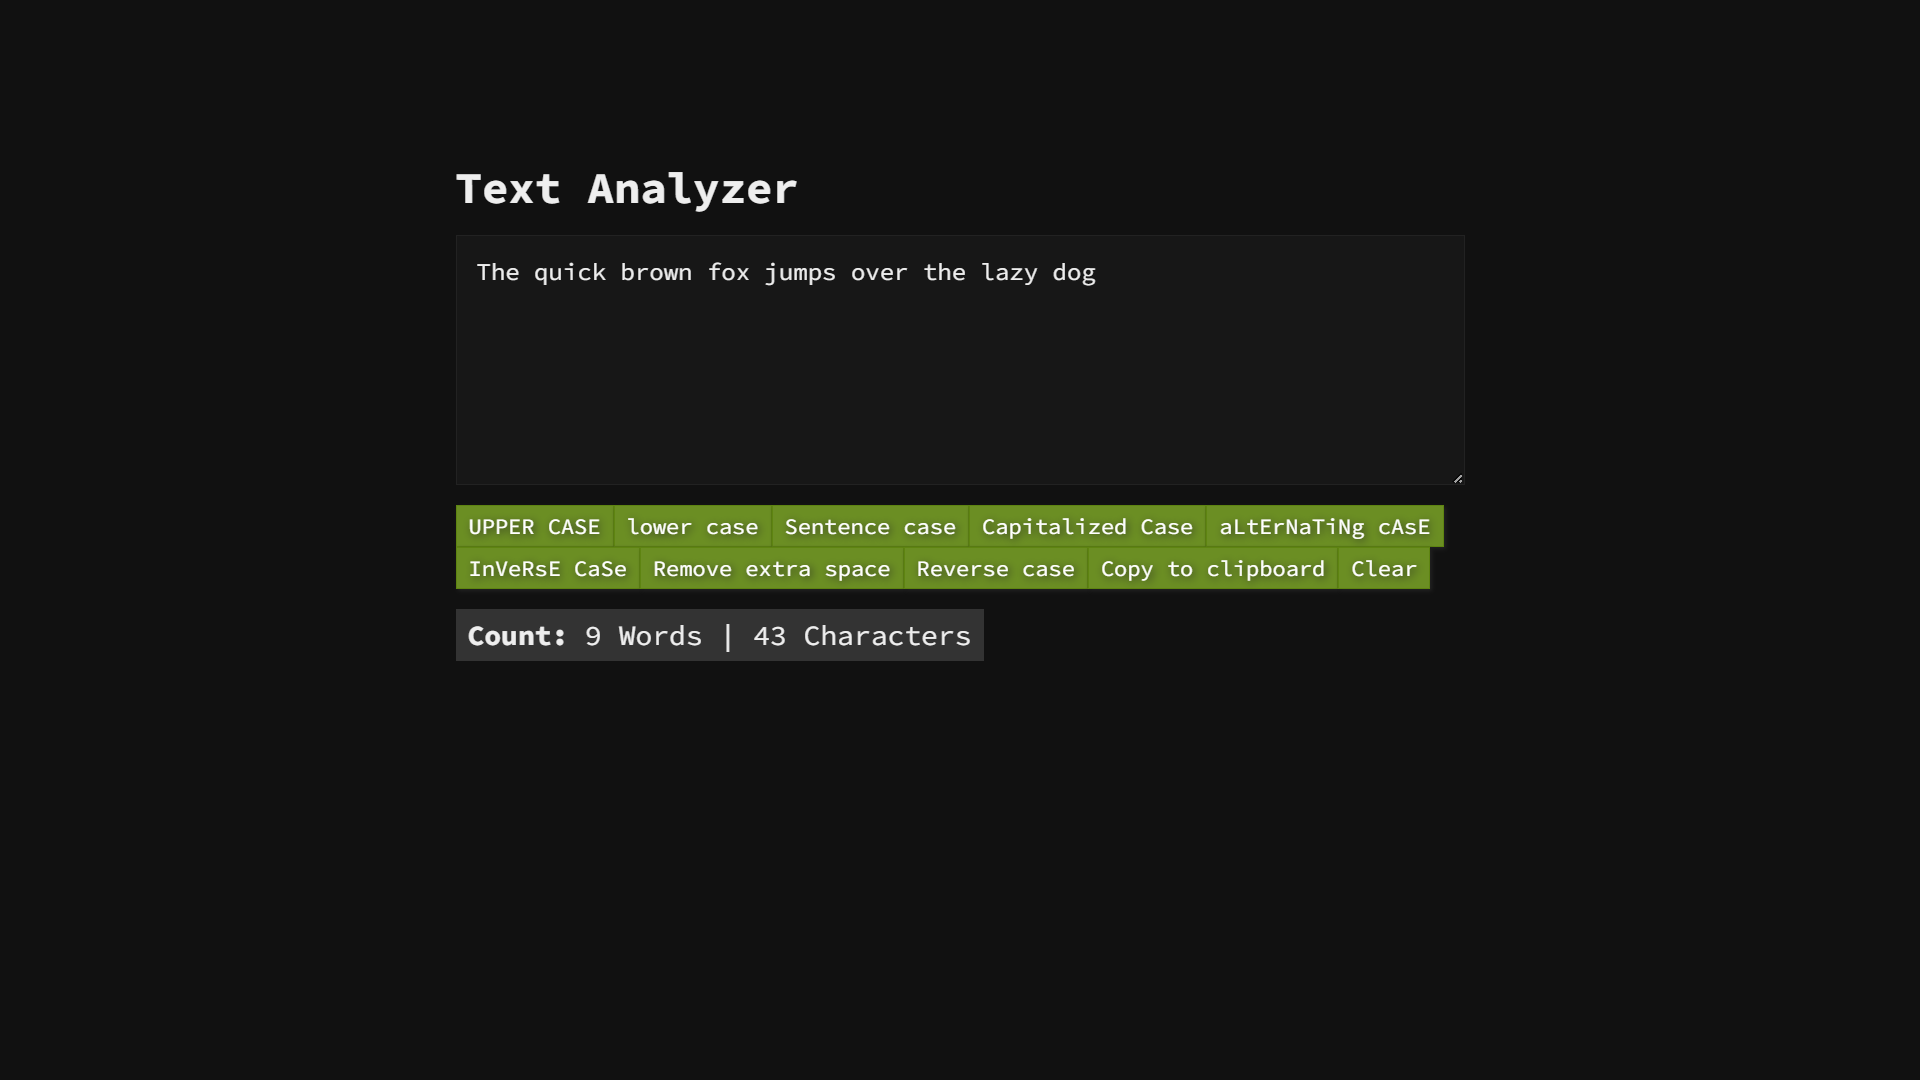 Text Analyzer
The quick brown fox jumps over the lazy dog
UPPER CASE lower case Sentence case Capitalized Case aLtErNaTiNg cAsE
InVeRsE CaSe Remove extra space Reverse case Copy to clipboard Clear
Count: 9 Words | 43 Characters